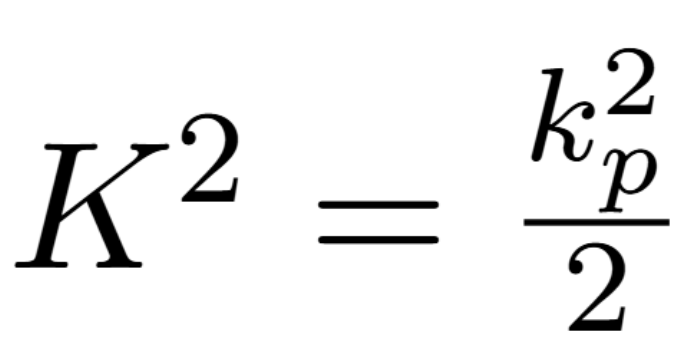 K^2 = \frac{k_p^2}{2}